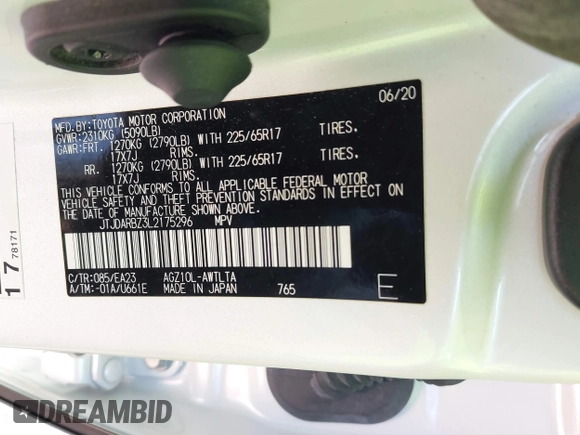 MFD.BY:TOYOTA MOTOR CORPORATION 06/20
GVWR:2310KG (5090LB)
GAWR:FRT. 1270KG (2790LB) WITH 225/65R17 TIRES.
17X7J RIMS.
RR. 1270KG (2790LB) WITH 225/65R17 TIRES.
17X7J RIMS.
THIS VEHICLE CONFORMS TO ALL APPLICABLE FEDERAL MOTOR
VEHICLE SAFETY AND THEFT PREVENTION STANDARDS IN EFFECT ON
THE DATE OF MANUFACTURE SHOWN ABOVE.
JTJDARBZ3L2175296 MPV
C/TR:085/EA23 AGZ10L-AWTLTA
A/TM:-01A/U661E MADE IN JAPAN 765 E
17 78171
DREAMBID